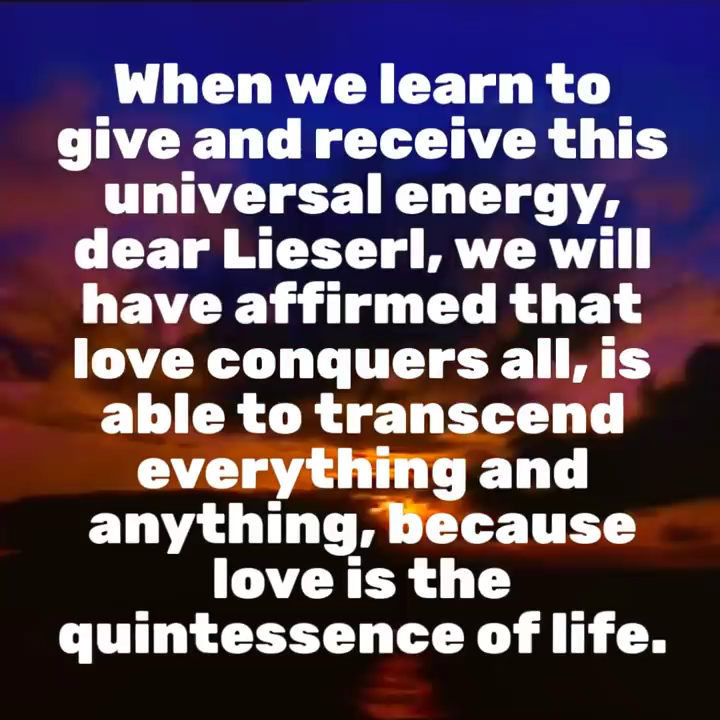 When we learn to
give and receive this
universal energy,
dear Lieserl, we will
have affirmed that
love conquers all, is
able to transcend
everything and
anything, because
love is the
quintessence of life.